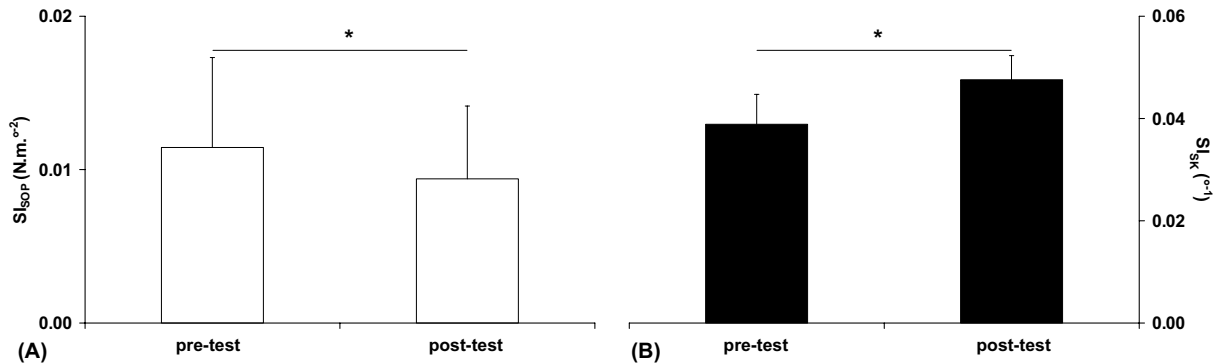 0.02
0.01
0.00
SI_SOP (N.m.º⁻²)
*
pre-test
post-test
(A)
*
0.06
0.04
0.02
0.00
SI_SK (º⁻¹)
pre-test
post-test
(B)